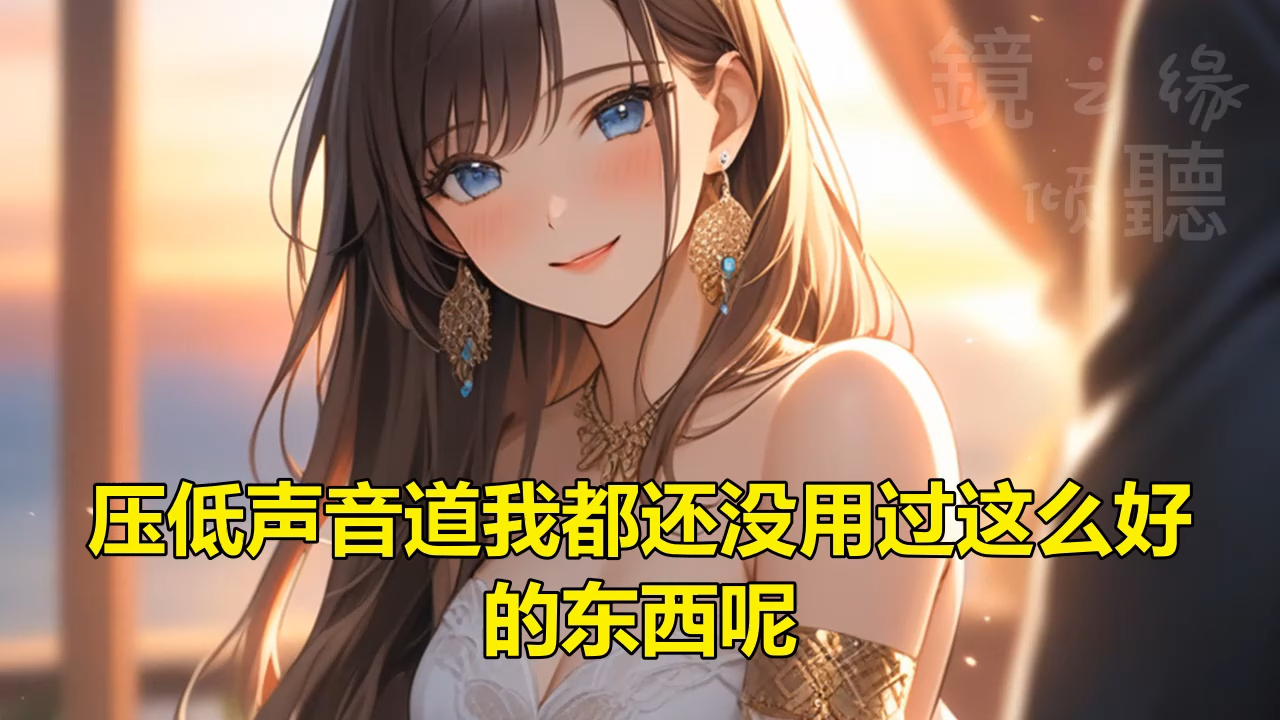 鏡之缘
倾聽
压低声音道我都还没用过这么好
的东西呢